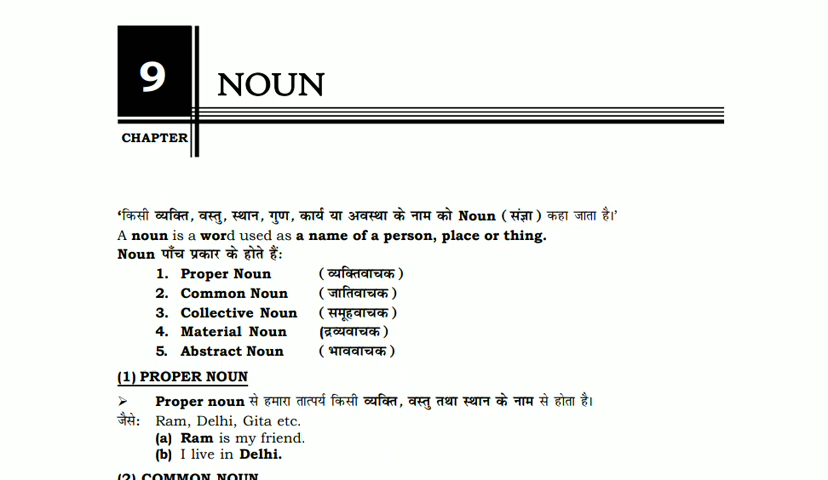 9
NOUN
CHAPTER
'किसी व्यक्ति, वस्तु, स्थान, गुण, कार्य या अवस्था के नाम को Noun (संज्ञा) कहा जाता है।'
A noun is a word used as a name of a person, place or thing.
Noun पाँच प्रकार के होते हैं:
1. Proper Noun (व्यक्तिवाचक)
2. Common Noun (जातिवाचक)
3. Collective Noun (समूहवाचक)
4. Material Noun (द्रव्यवाचक)
5. Abstract Noun (भाववाचक)
(1) PROPER NOUN
➢ Proper noun से हमारा तात्पर्य किसी व्यक्ति, वस्तु तथा स्थान के नाम से होता है।
जैसे: Ram, Delhi, Gita etc.
(a) Ram is my friend.
(b) I live in Delhi.
(2) COMMON NOUN